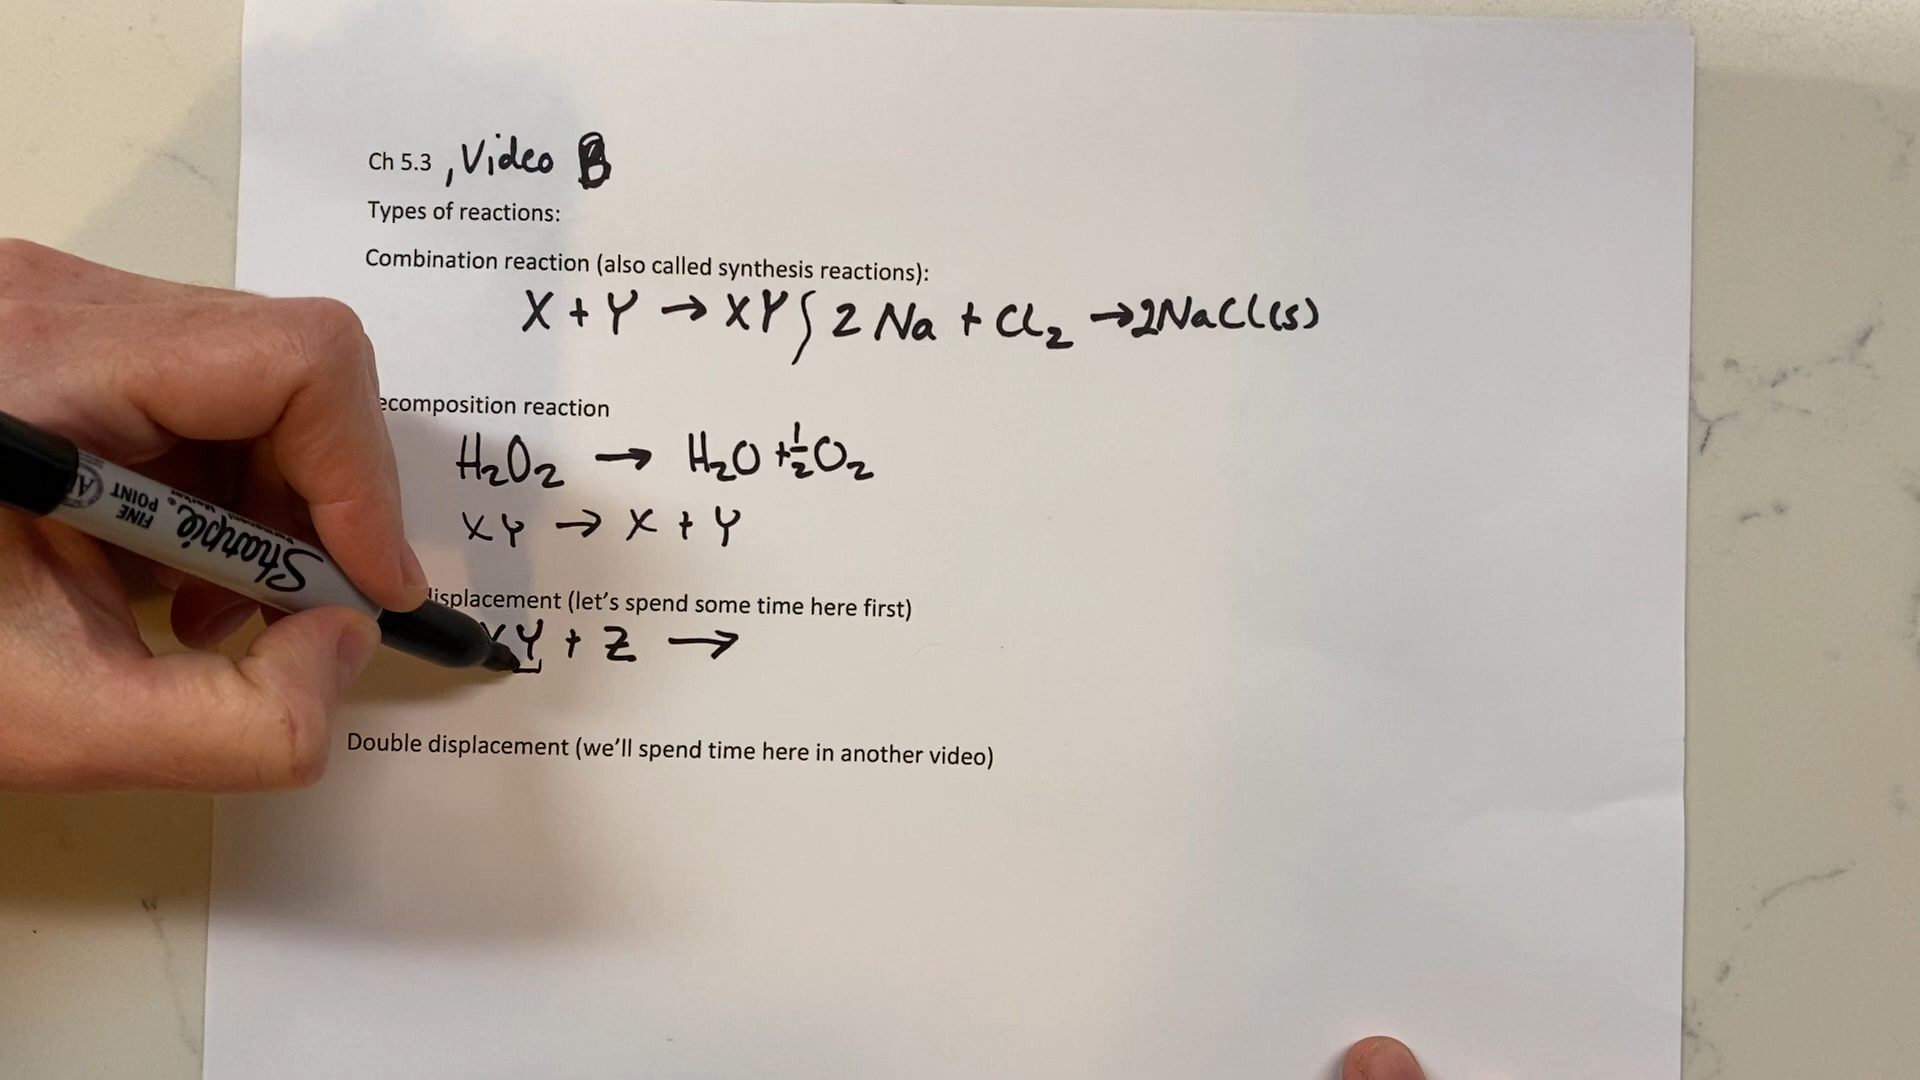 Ch 5.3, Video B
Types of reactions:
Combination reaction (also called synthesis reactions):
X + Y → XY ∫ 2 Na + Cl₂ → 2NaCl(s)
ecomposition reaction
H₂O₂ → H₂O + ½O₂
XY → X + Y
displacement (let's spend some time here first)
XY + Z →
Double displacement (we'll spend time here in another video)
Sharpie
FINE
POINT